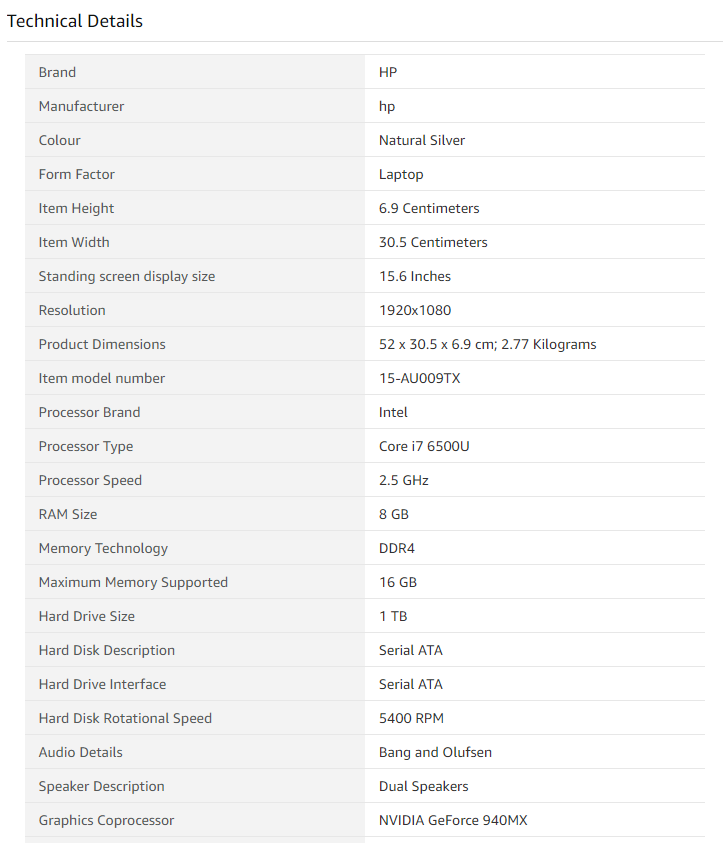 Technical Details
Brand HP
Manufacturer hp
Colour Natural Silver
Form Factor Laptop
Item Height 6.9 Centimeters
Item Width 30.5 Centimeters
Standing screen display size 15.6 Inches
Resolution 1920x1080
Product Dimensions 52 x 30.5 x 6.9 cm; 2.77 Kilograms
Item model number 15-AU009TX
Processor Brand Intel
Processor Type Core i7 6500U
Processor Speed 2.5 GHz
RAM Size 8 GB
Memory Technology DDR4
Maximum Memory Supported 16 GB
Hard Drive Size 1 TB
Hard Disk Description Serial ATA
Hard Drive Interface Serial ATA
Hard Disk Rotational Speed 5400 RPM
Audio Details Bang and Olufsen
Speaker Description Dual Speakers
Graphics Coprocessor NVIDIA GeForce 940MX